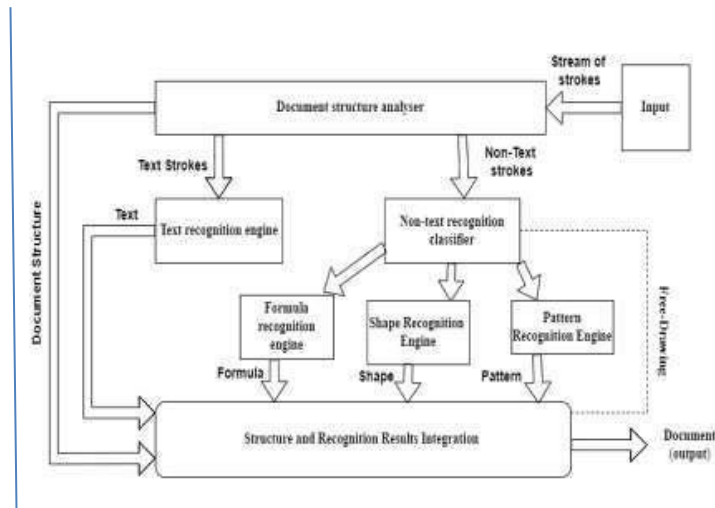 Stream of
strokes
Document structure analyser
Input
Text Strokes
Non-Text
strokes
Text
Text recognition engine
Non-text recognition
classifier
Document Structure
Free-Drawing
Formula
recognition
engine
Shape Recognition
Engine
Pattern
Recognition Engine
Formula
Shape
Pattern
Structure and Recognition Results Integration
Document
(output)